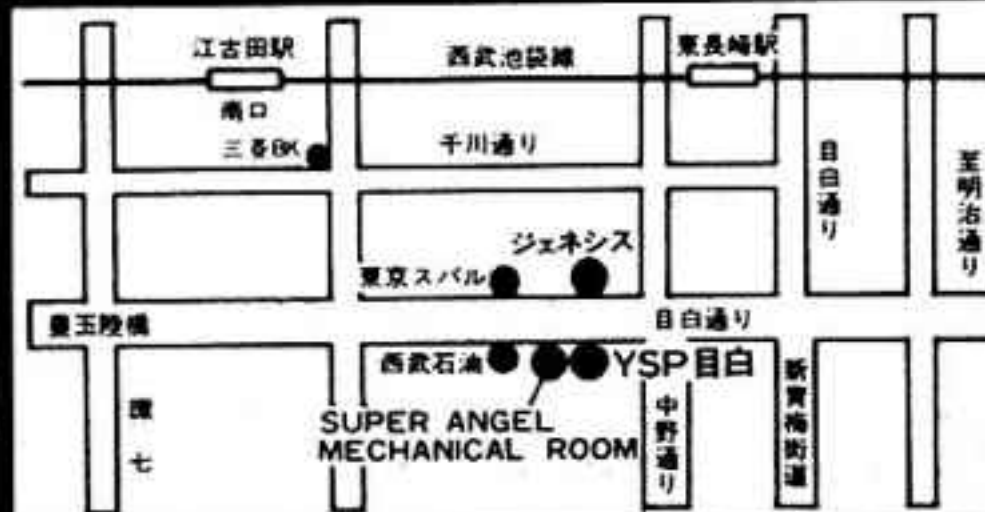 江古田駅
西武池袋線
東長崎駅
南口
三菱BK
千川通り
目白通り
至明治通り
ジェネシス
東京スバル
豊玉陸橋
目白通り
西武石油
YSP目白
SUPER ANGEL
MECHANICAL ROOM
環七
中野通り
新青梅街道